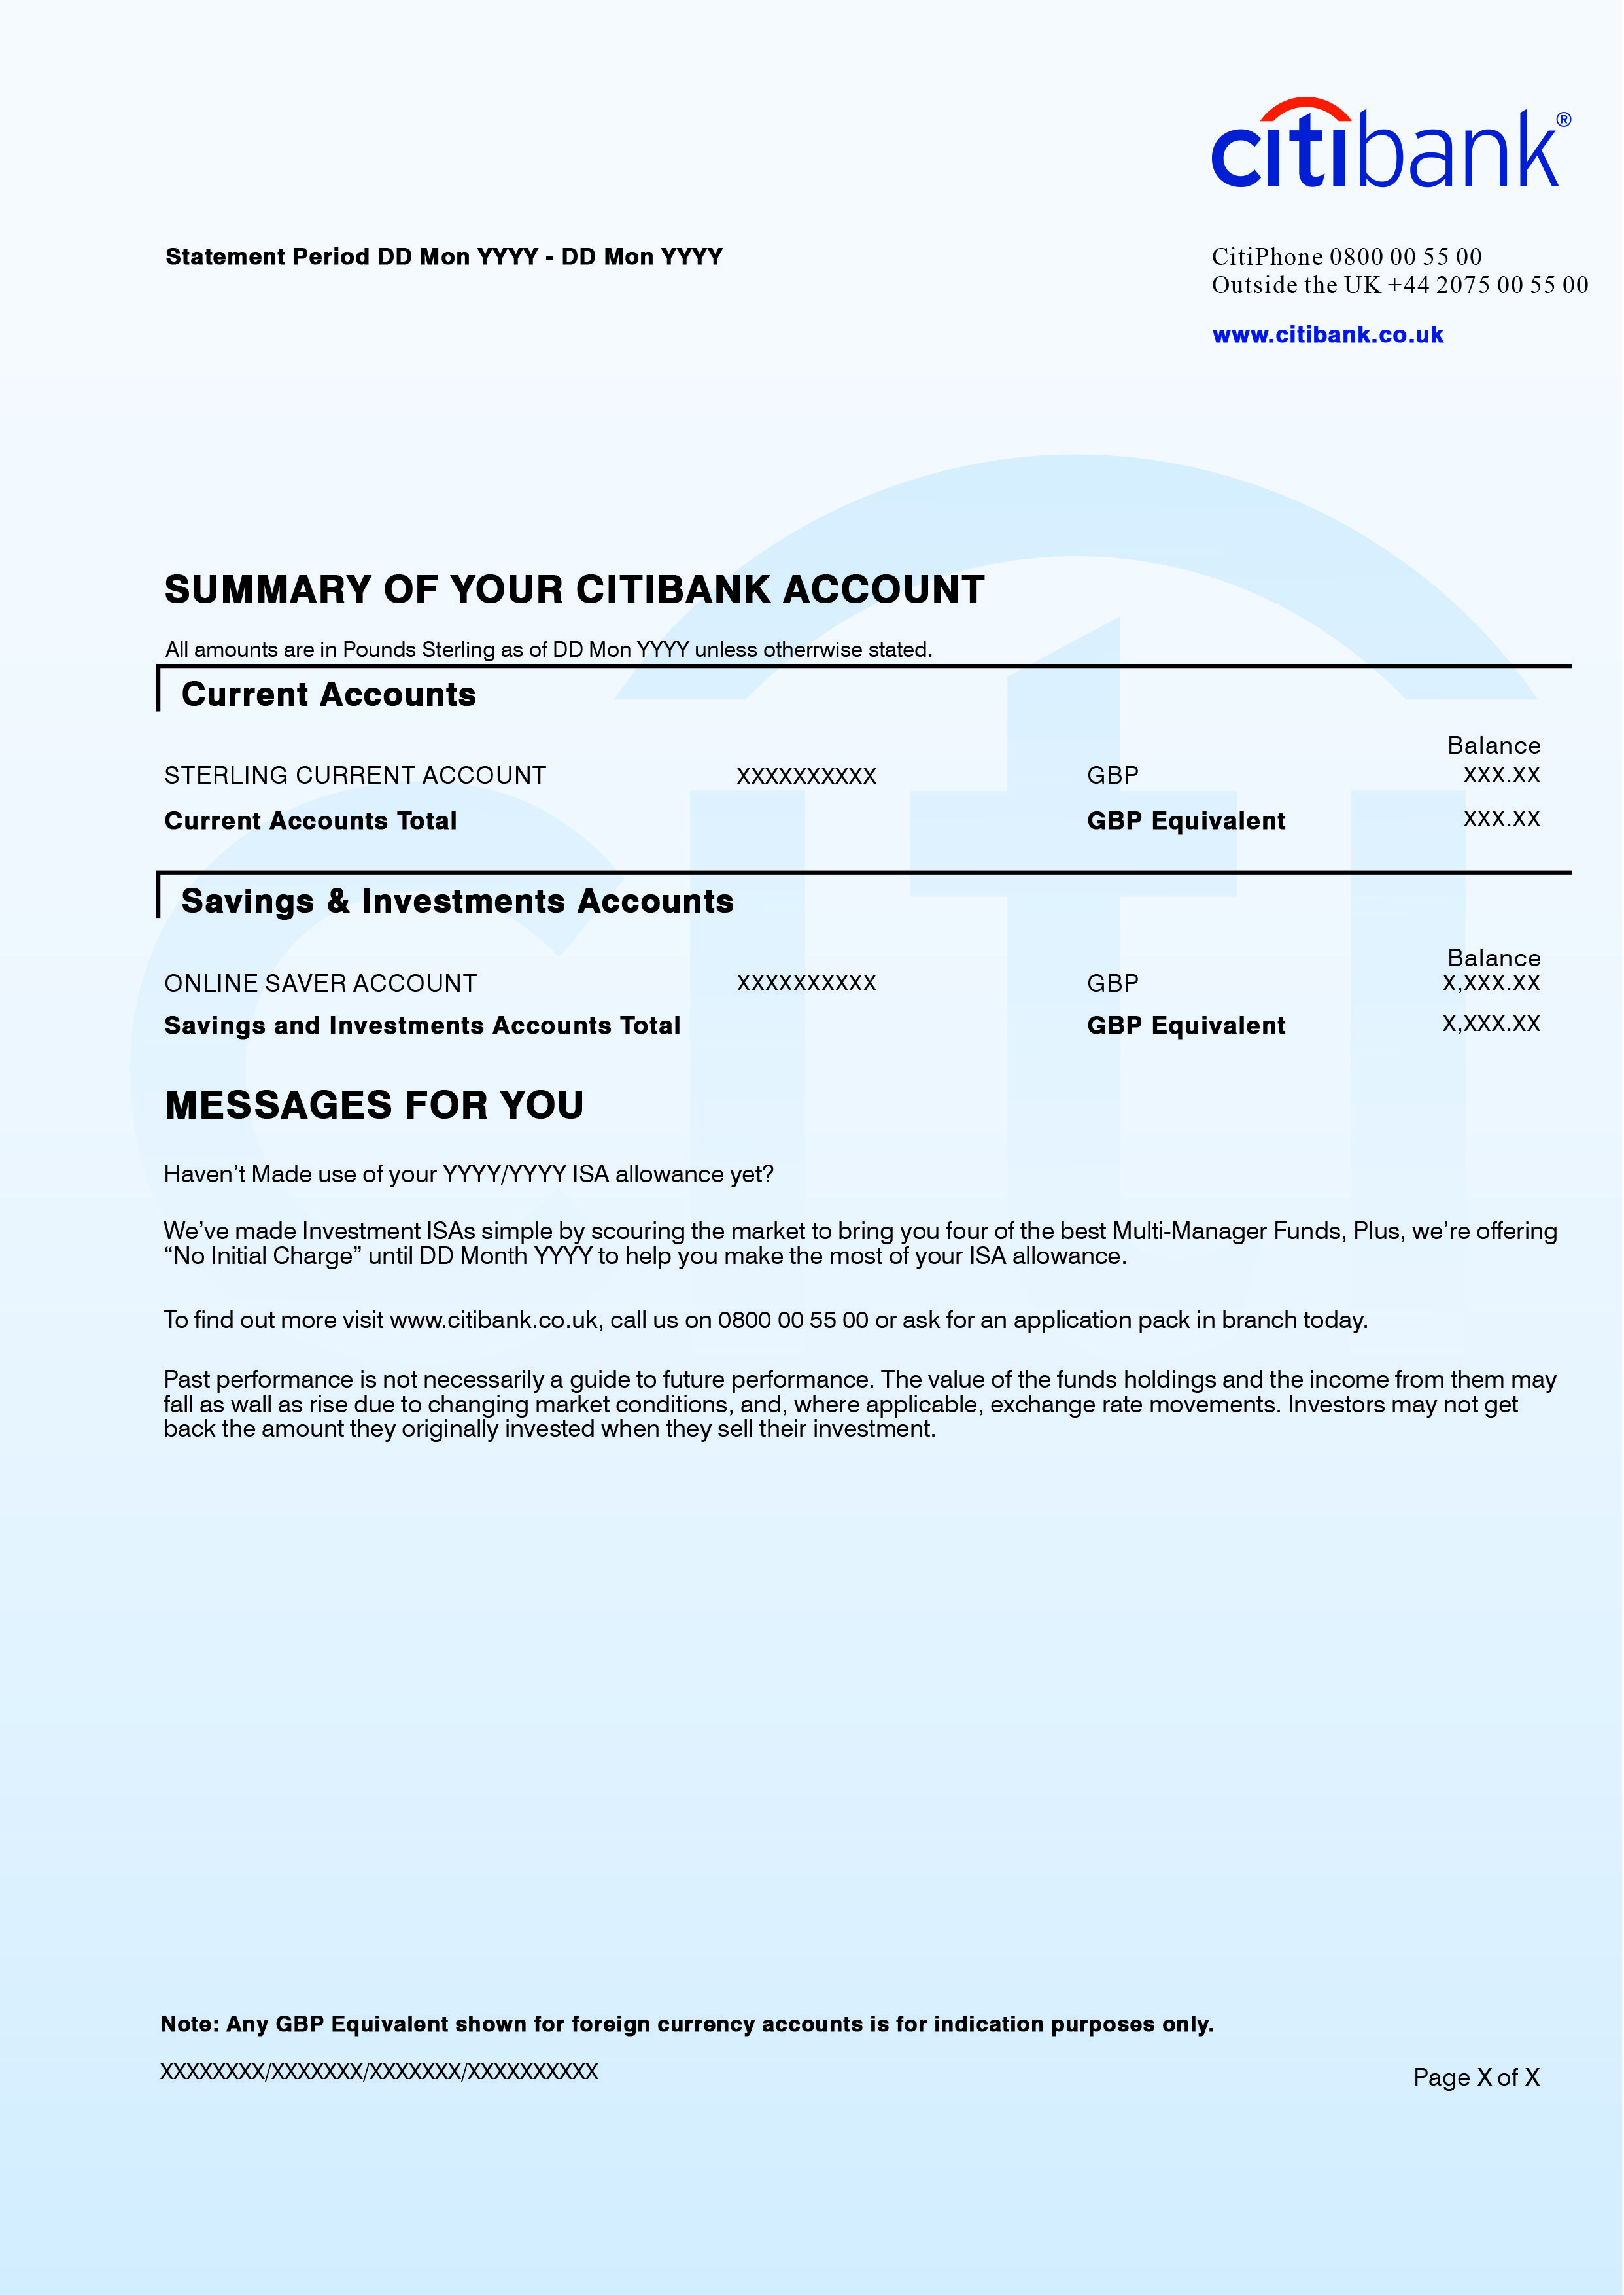 citibank®
Statement Period DD Mon YYYY - DD Mon YYYY
CitiPhone 0800 00 55 00
Outside the UK +44 2075 00 55 00
www.citibank.co.uk
SUMMARY OF YOUR CITIBANK ACCOUNT
All amounts are in Pounds Sterling as of DD Mon YYYY unless otherrwise stated.
Current Accounts
Balance
STERLING CURRENT ACCOUNT XXXXXXXXXX GBP XXX.XX
Current Accounts Total GBP Equivalent XXX.XX
Savings & Investments Accounts
Balance
ONLINE SAVER ACCOUNT XXXXXXXXXX GBP X,XXX.XX
Savings and Investments Accounts Total GBP Equivalent X,XXX.XX
MESSAGES FOR YOU
Haven’t Made use of your YYYY/YYYY ISA allowance yet?
We’ve made Investment ISAs simple by scouring the market to bring you four of the best Multi-Manager Funds, Plus, we’re offering
“No Initial Charge” until DD Month YYYY to help you make the most of your ISA allowance.
To find out more visit www.citibank.co.uk, call us on 0800 00 55 00 or ask for an application pack in branch today.
Past performance is not necessarily a guide to future performance. The value of the funds holdings and the income from them may
fall as wall as rise due to changing market conditions, and, where applicable, exchange rate movements. Investors may not get
back the amount they originally invested when they sell their investment.
citi
Note: Any GBP Equivalent shown for foreign currency accounts is for indication purposes only.
XXXXXXXX/XXXXXXX/XXXXXXX/XXXXXXXXXX
Page X of X